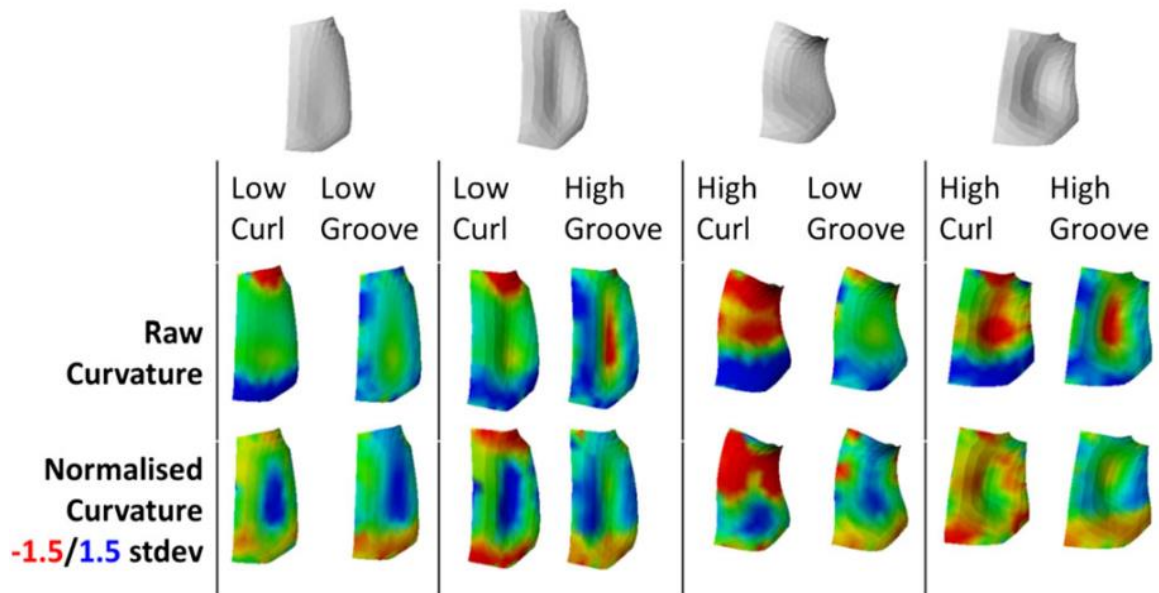 Low Low Low High High Low High High
Curl Groove Curl Groove Curl Groove Curl Groove
Raw
Curvature
Normalised
Curvature
-1.5/1.5 stdev